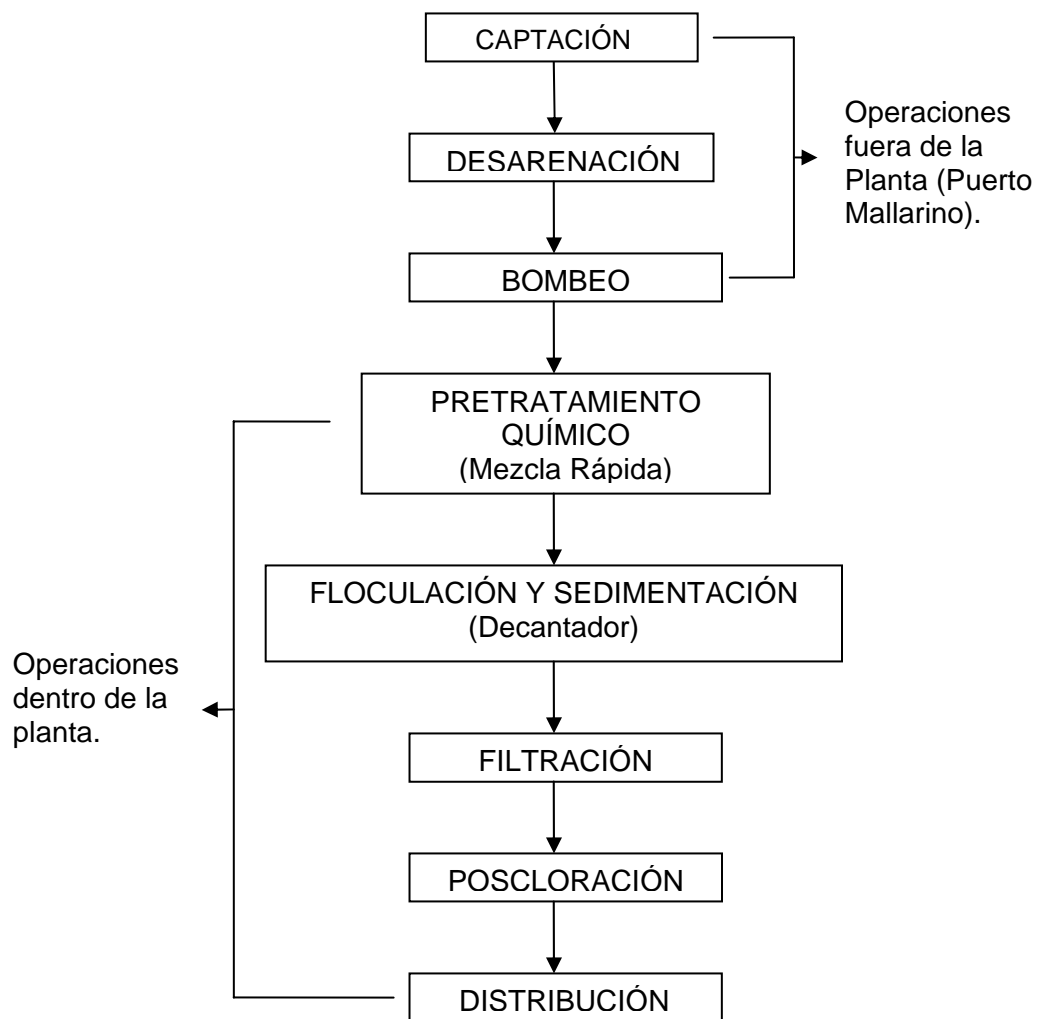 CAPTACIÓN
Operaciones
fuera de la
Planta (Puerto
Mallarino).
DESARENACIÓN
BOMBEO
PRETRATAMIENTO
QUÍMICO
(Mezcla Rápida)
FLOCULACIÓN Y SEDIMENTACIÓN
(Decantador)
Operaciones
dentro de la
planta.
FILTRACIÓN
POSCLORACIÓN
DISTRIBUCIÓN